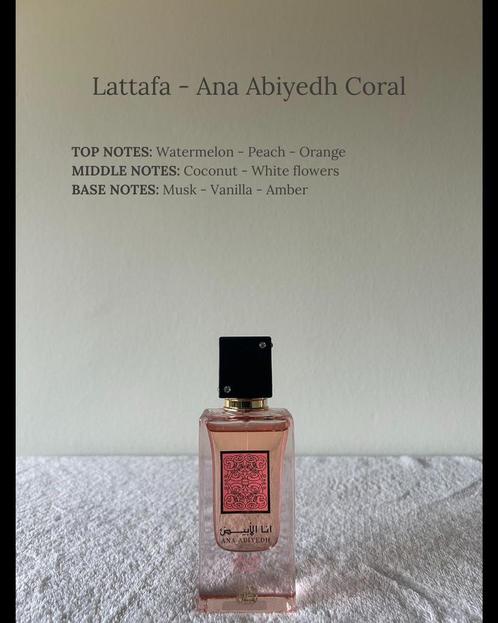 Lattafa - Ana Abiyedh Coral
TOP NOTES: Watermelon - Peach - Orange
MIDDLE NOTES: Coconut - White flowers
BASE NOTES: Musk - Vanilla - Amber
انا الأبيــض
ANA ABIYEDH